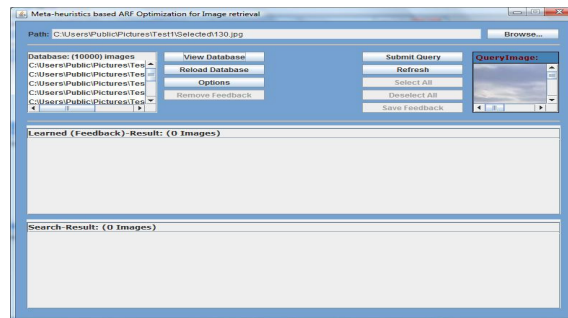 Meta-heuristics based ARF Optimization for Image retrieval
Path: C:\Users\Public\Pictures\Test1\Selected\130.jpg
Browse...
Database: (10000) images
C:\Users\Public\Pictures\Tes
C:\Users\Public\Pictures\Tes
C:\Users\Public\Pictures\Tes
C:\Users\Public\Pictures\Tes
C:\Users\Public\Pictures\Tes
View Database
Reload Database
Options
Remove Feedback
Submit Query
Refresh
Select All
Deselect All
Save Feedback
QueryImage:
Learned (Feedback)-Result: (0 Images)
Search-Result: (0 Images)